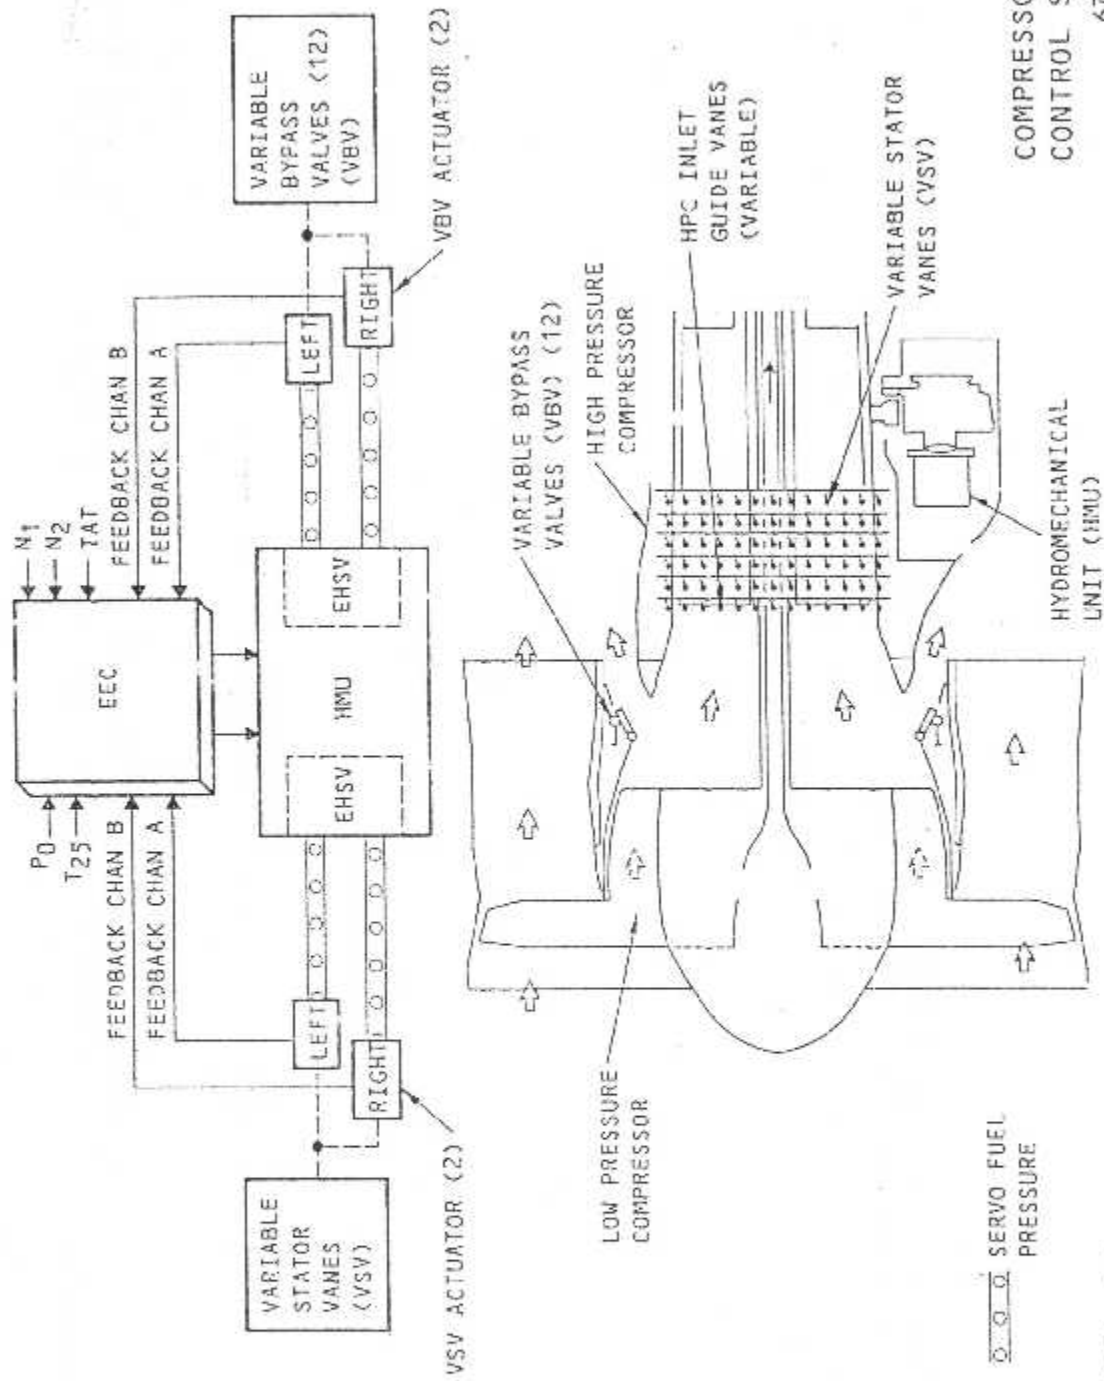 P0
T25
FEEDBACK CHAN B
FEEDBACK CHAN A
EEC
N1
N2
TAT
FEEDBACK CHAN B
FEEDBACK CHAN A
VARIABLE
STATOR
VANES
(VSV)
LEFT
RIGHT
VSV ACTUATOR (2)
EHSV
HMU
EHSV
LEFT
RIGHT
VARIABLE
BYPASS
VALVES (12)
(VBV)
VBV ACTUATOR (2)
LOW PRESSURE
COMPRESSOR
VARIABLE BYPASS
VALVES (VBV) (12)
HIGH PRESSURE
COMPRESSOR
HPC INLET
GUIDE VANES
(VARIABLE)
VARIABLE STATOR
VANES (VSV)
HYDROMECHANICAL
UNIT (HMU)
SERVO FUEL
PRESSURE
COMPRESSO
CONTROL S